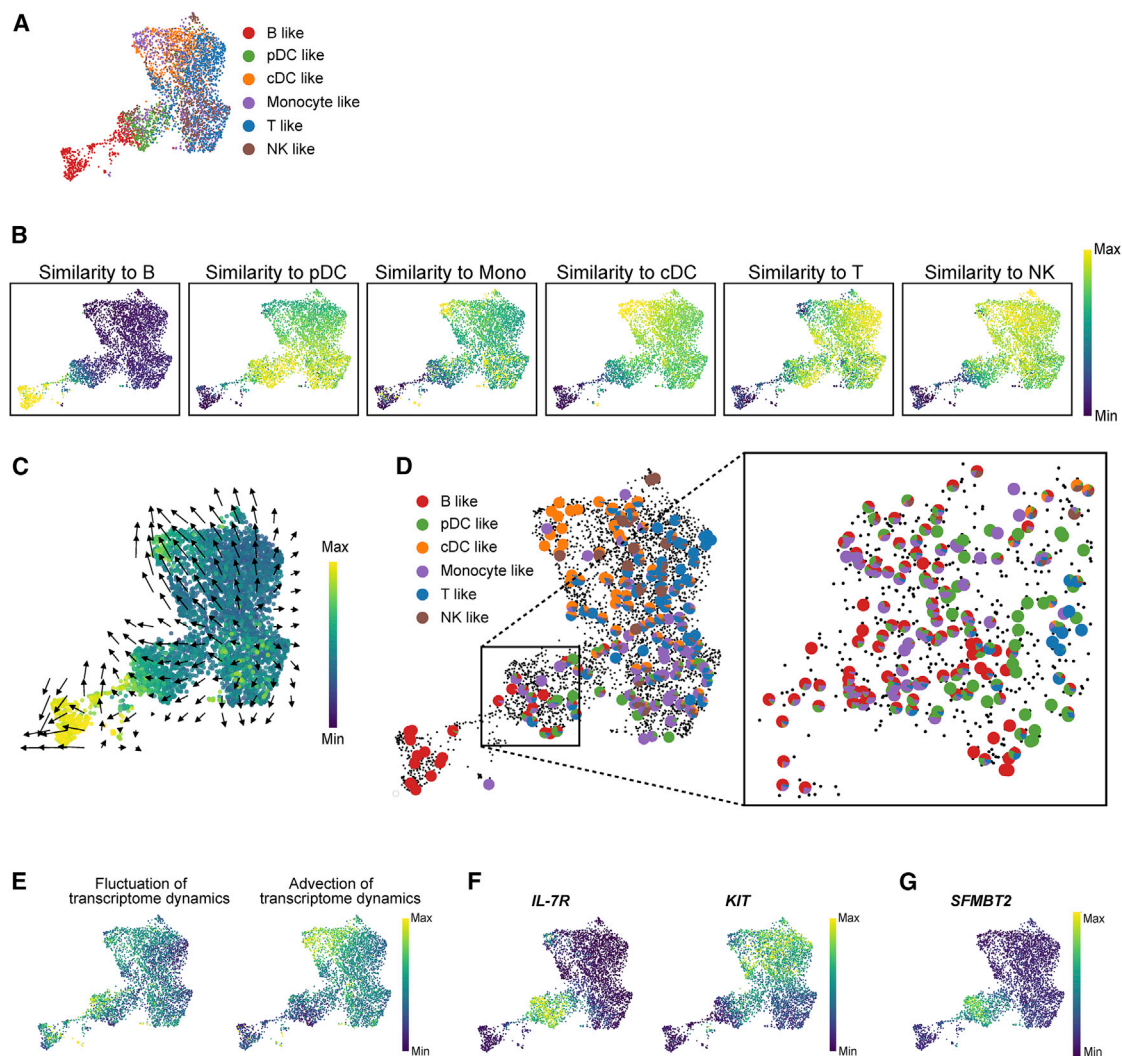 A
B like
pDC like
cDC like
Monocyte like
T like
NK like
B
Similarity to B
Similarity to pDC
Similarity to Mono
Similarity to cDC
Similarity to T
Similarity to NK
Max
Min
C
Max
Min
D
B like
pDC like
cDC like
Monocyte like
T like
NK like
E
Fluctuation of
transcriptome dynamics
Advection of
transcriptome dynamics
Max
Min
F
IL-7R
KIT
Max
Min
G
SFMBT2
Max
Min